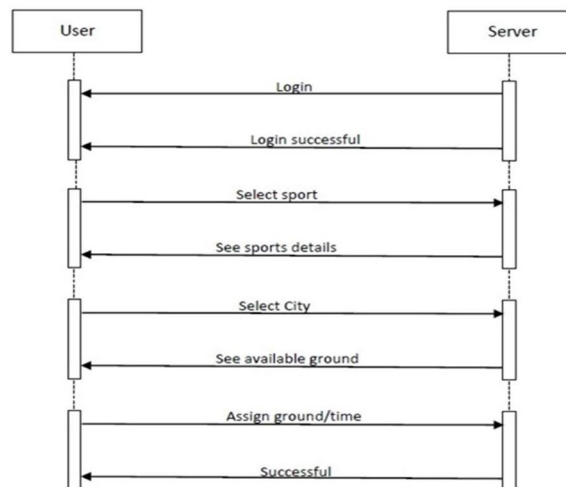 User
Server
Login
Login successful
Select sport
See sports details
Select City
See available ground
Assign ground/time
Successful